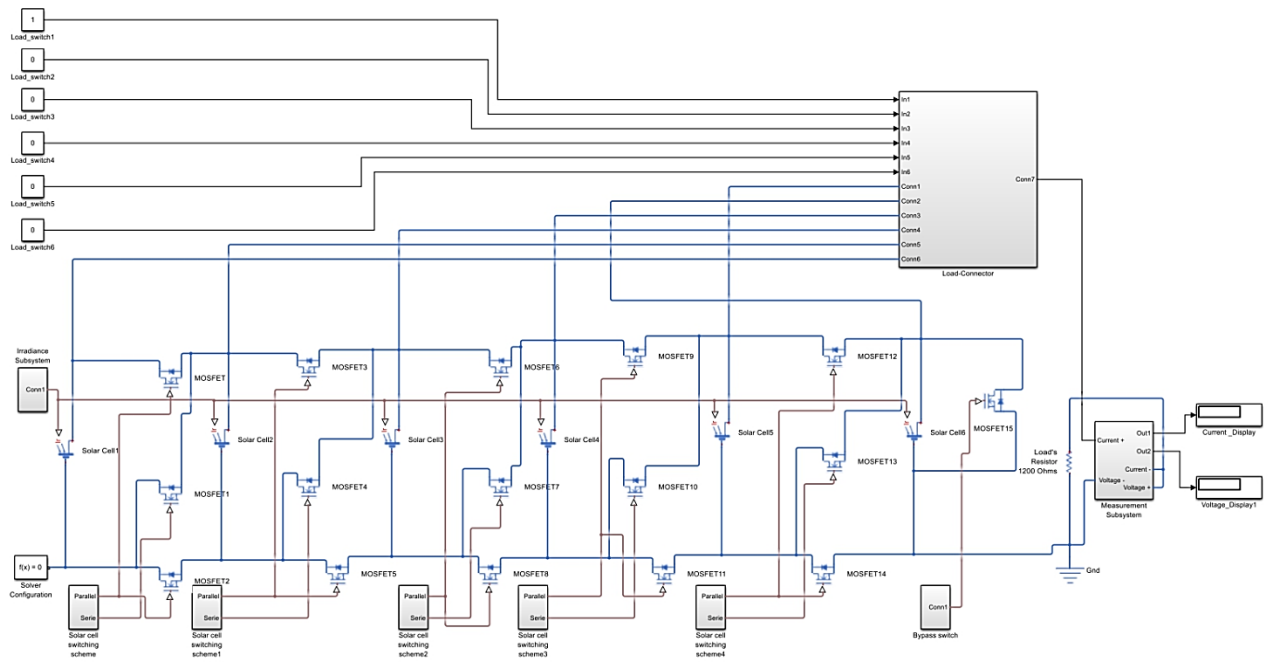 1
Load_switch1
0
Load_switch2
0
Load_switch3
0
Load_switch4
0
Load_switch5
0
Load_switch6
In1
In2
In3
In4
In5
In6
Conn1
Conn2
Conn3
Conn4
Conn5
Conn6
Conn7
Load-Connector
Irradiance
Subsystem
Conn1
MOSFET
MOSFET3
MOSFET6
MOSFET9
MOSFET12
MOSFET15
Solar Cell1
Solar Cell2
Solar Cell3
Solar Cell4
Solar Cell5
Solar Cell6
MOSFET1
MOSFET4
MOSFET7
MOSFET10
MOSFET13
Load's
Resistor
1200 Ohms
Current +
Voltage -
Out1
Out2
Current -
Voltage +
Measurement
Subsystem
Current _Display
Voltage_Display1
f(x) = 0
Solver
Configuration
MOSFET2
MOSFET5
MOSFET8
MOSFET11
MOSFET14
Gnd
Parallel
Serie
Solar cell
switching
scheme
Parallel
Serie
Solar cell
switching
scheme1
Parallel
Serie
Solar cell
switching
scheme2
Parallel
Serie
Solar cell
switching
scheme3
Parallel
Serie
Solar cell
switching
scheme4
Conn1
Bypass switch